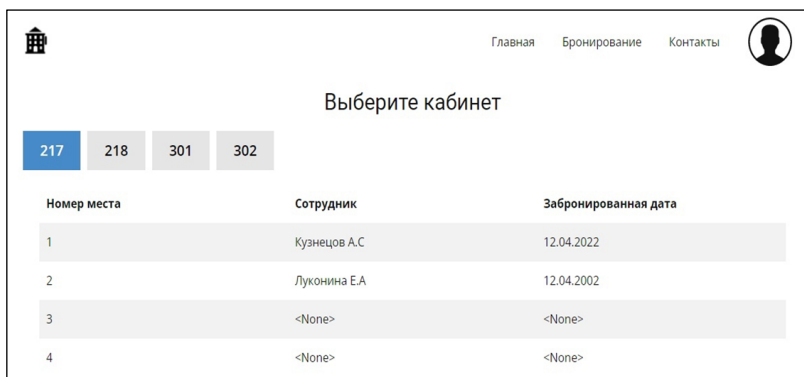 Главная Бронирование Контакты
Выберите кабинет
217 218 301 302
Номер места Сотрудник Забронированная дата
1 Кузнецов А.С 12.04.2022
2 Луконина Е.А 12.04.2002
3 <None> <None>
4 <None> <None>